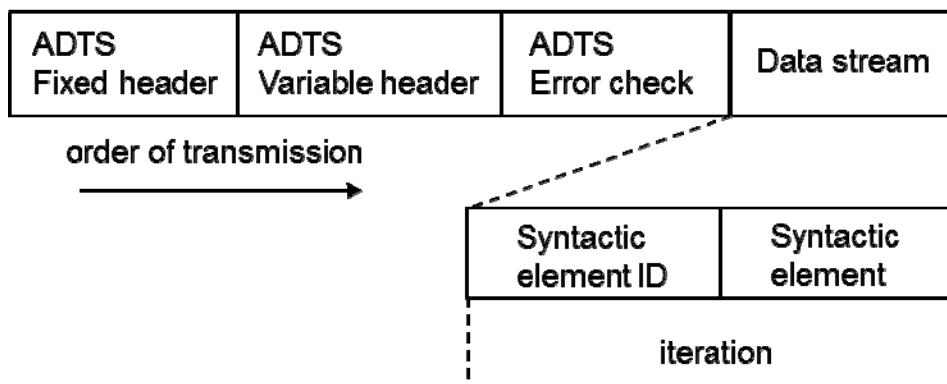 ADTS
Fixed header
ADTS
Variable header
ADTS
Error check
Data stream
order of transmission
Syntactic
element ID
Syntactic
element
iteration